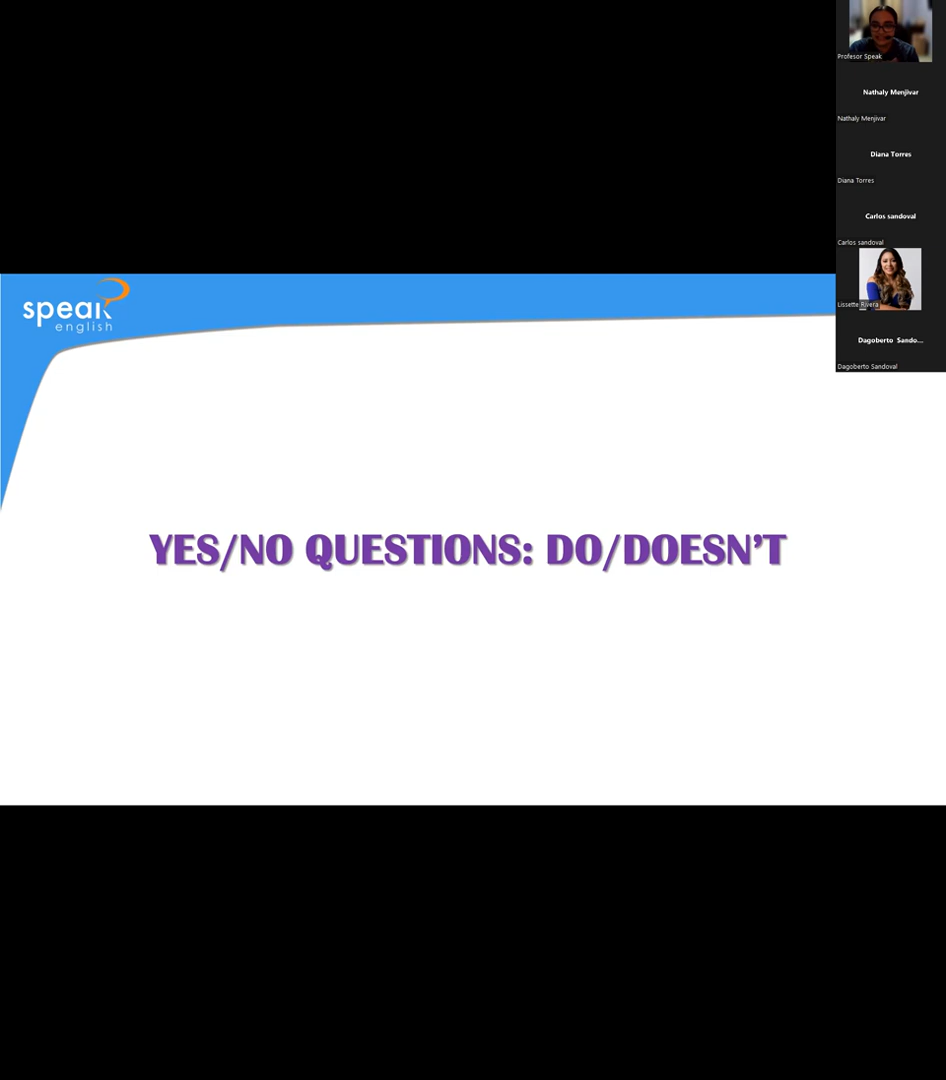 Profesor Speak
Nathaly Menjivar
Nathaly Menjivar
Diana Torres
Diana Torres
Carlos sandoval
Carlos sandoval
Lissette Rivera
Dagoberto Sando...
Dagoberto Sandoval
speak
english
YES/NO QUESTIONS: DO/DOESN'T